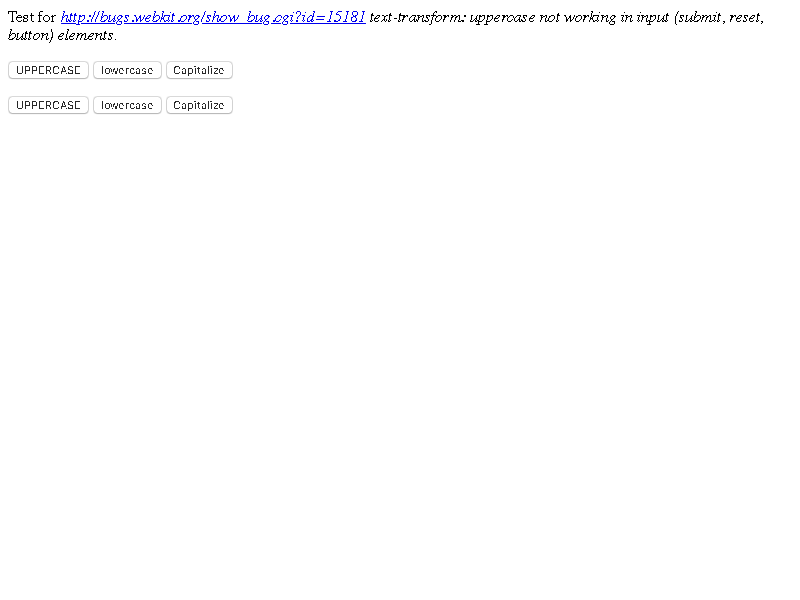 Test for http://bugs.webkit.org/show_bug.cgi?id=15181 text-transform: uppercase not working in input (submit, reset,
button) elements.
UPPERCASE lowercase Capitalize
UPPERCASE lowercase Capitalize